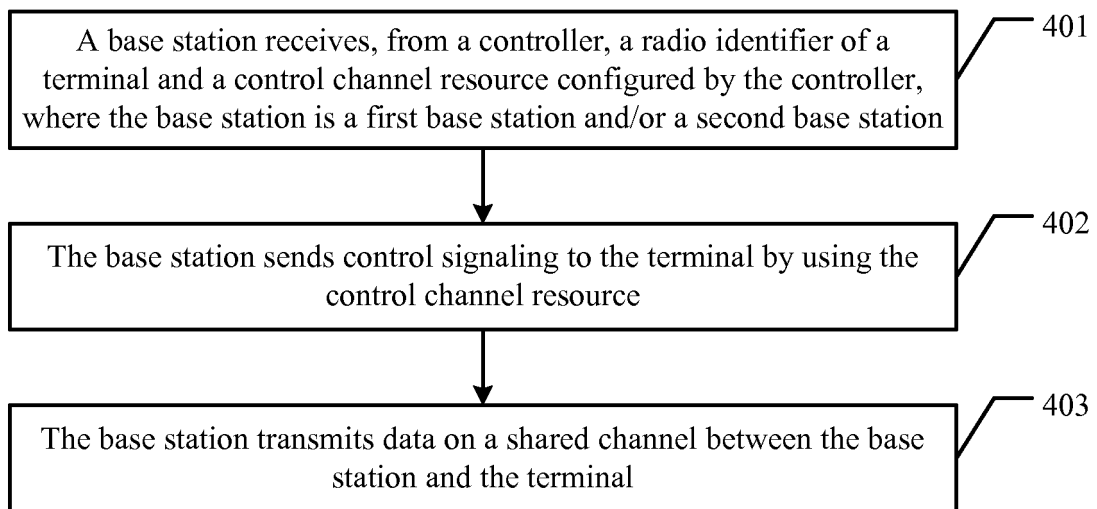 A base station receives, from a controller, a radio identifier of a
terminal and a control channel resource configured by the controller,
where the base station is a first base station and/or a second base station
401
The base station sends control signaling to the terminal by using the
control channel resource
402
The base station transmits data on a shared channel between the base
station and the terminal
403